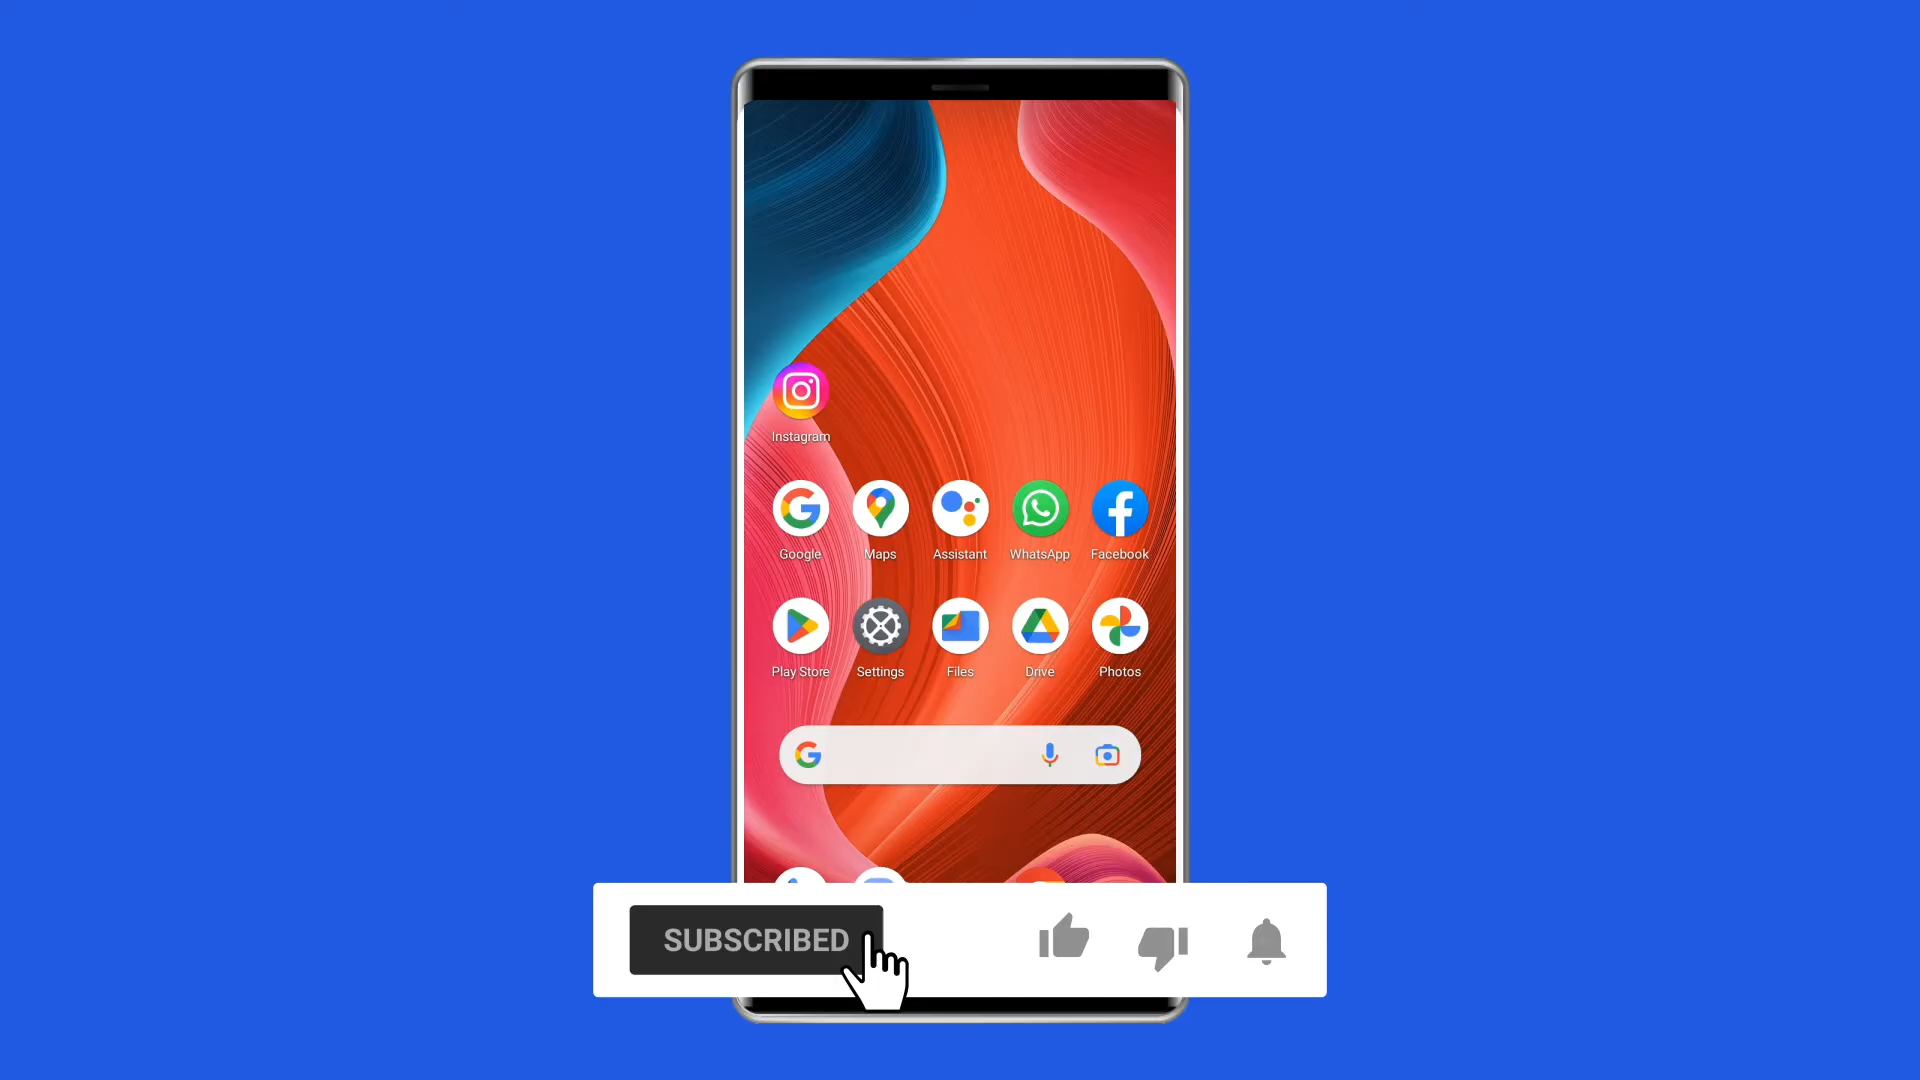 Instagram
Google Maps Assistant WhatsApp Facebook
Play Store Settings Files Drive Photos
SUBSCRIBED